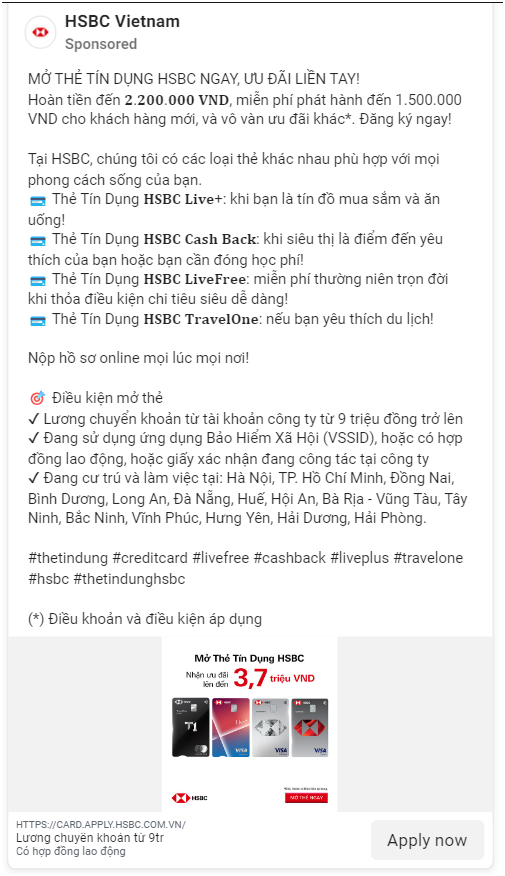 HSBC Vietnam
Sponsored
MỞ THẺ TÍN DỤNG HSBC NGAY, ƯU ĐÃI LIỀN TAY!
Hoàn tiền đến 2.200.000 VND, miễn phí phát hành đến 1.500.000
VND cho khách hàng mới, và vô vàn ưu đãi khác*. Đăng ký ngay!
Tại HSBC, chúng tôi có các loại thẻ khác nhau phù hợp với mọi
phong cách sống của bạn.
💳 Thẻ Tín Dụng HSBC Live+: khi bạn là tín đồ mua sắm và ăn
uống!
💳 Thẻ Tín Dụng HSBC Cash Back: khi siêu thị là điểm đến yêu
thích của bạn hoặc bạn cần đóng học phí!
💳 Thẻ Tín Dụng HSBC LiveFree: miễn phí thường niên trọn đời
khi thỏa điều kiện chi tiêu siêu dễ dàng!
💳 Thẻ Tín Dụng HSBC TravelOne: nếu bạn yêu thích du lịch!
Nộp hồ sơ online mọi lúc mọi nơi!
🎯 Điều kiện mở thẻ
✓ Lương chuyển khoản từ tài khoản công ty từ 9 triệu đồng trở lên
✓ Đang sử dụng ứng dụng Bảo Hiểm Xã Hội (VSSID), hoặc có hợp
đồng lao động, hoặc giấy xác nhận đang công tác tại công ty
✓ Đang cư trú và làm việc tại: Hà Nội, TP. Hồ Chí Minh, Đồng Nai,
Bình Dương, Long An, Đà Nẵng, Huế, Hội An, Bà Rịa - Vũng Tàu, Tây
Ninh, Bắc Ninh, Vĩnh Phúc, Hưng Yên, Hải Dương, Hải Phòng.
#thetindung #creditcard #livefree #cashback #liveplus #travelone
#hsbc #thetindunghsbc
(*) Điều khoản và điều kiện áp dụng
Mở Thẻ Tín Dụng HSBC
Nhận ưu đãi
lên đến 3,7 triệu VND
T1
VISA
VISA
VISA
HSBC
MỞ THẺ NGAY
HTTPS://CARD.APPLY.HSBC.COM.VN/
Lương chuyển khoản từ 9tr
Có hợp đồng lao động
Apply now